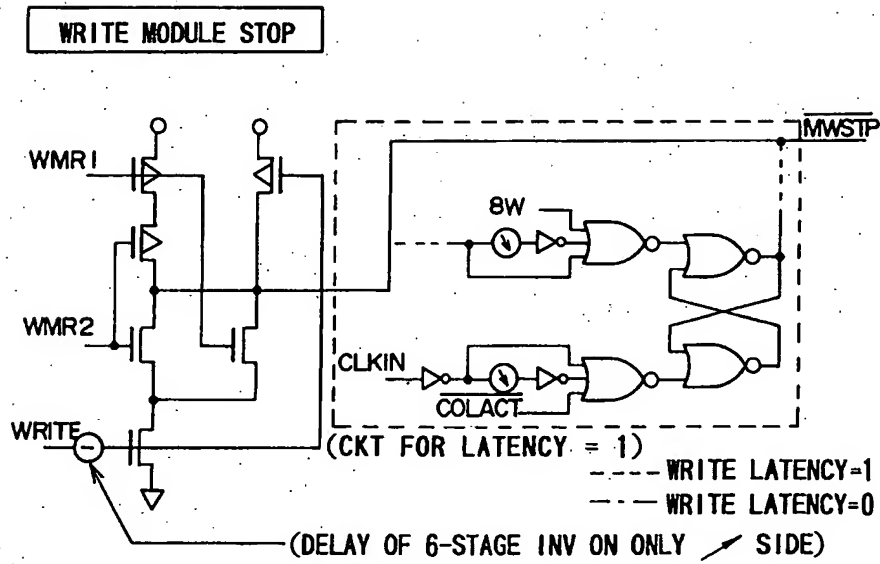 WRITE MODULE STOP
MWSTP
WMR1
8W
WMR2
CLKIN
COLACT
WRITE
(CKT FOR LATENCY = 1)
WRITE LATENCY=1
WRITE LATENCY=0
(DELAY OF 6-STAGE INV ON ONLY ↗ SIDE)